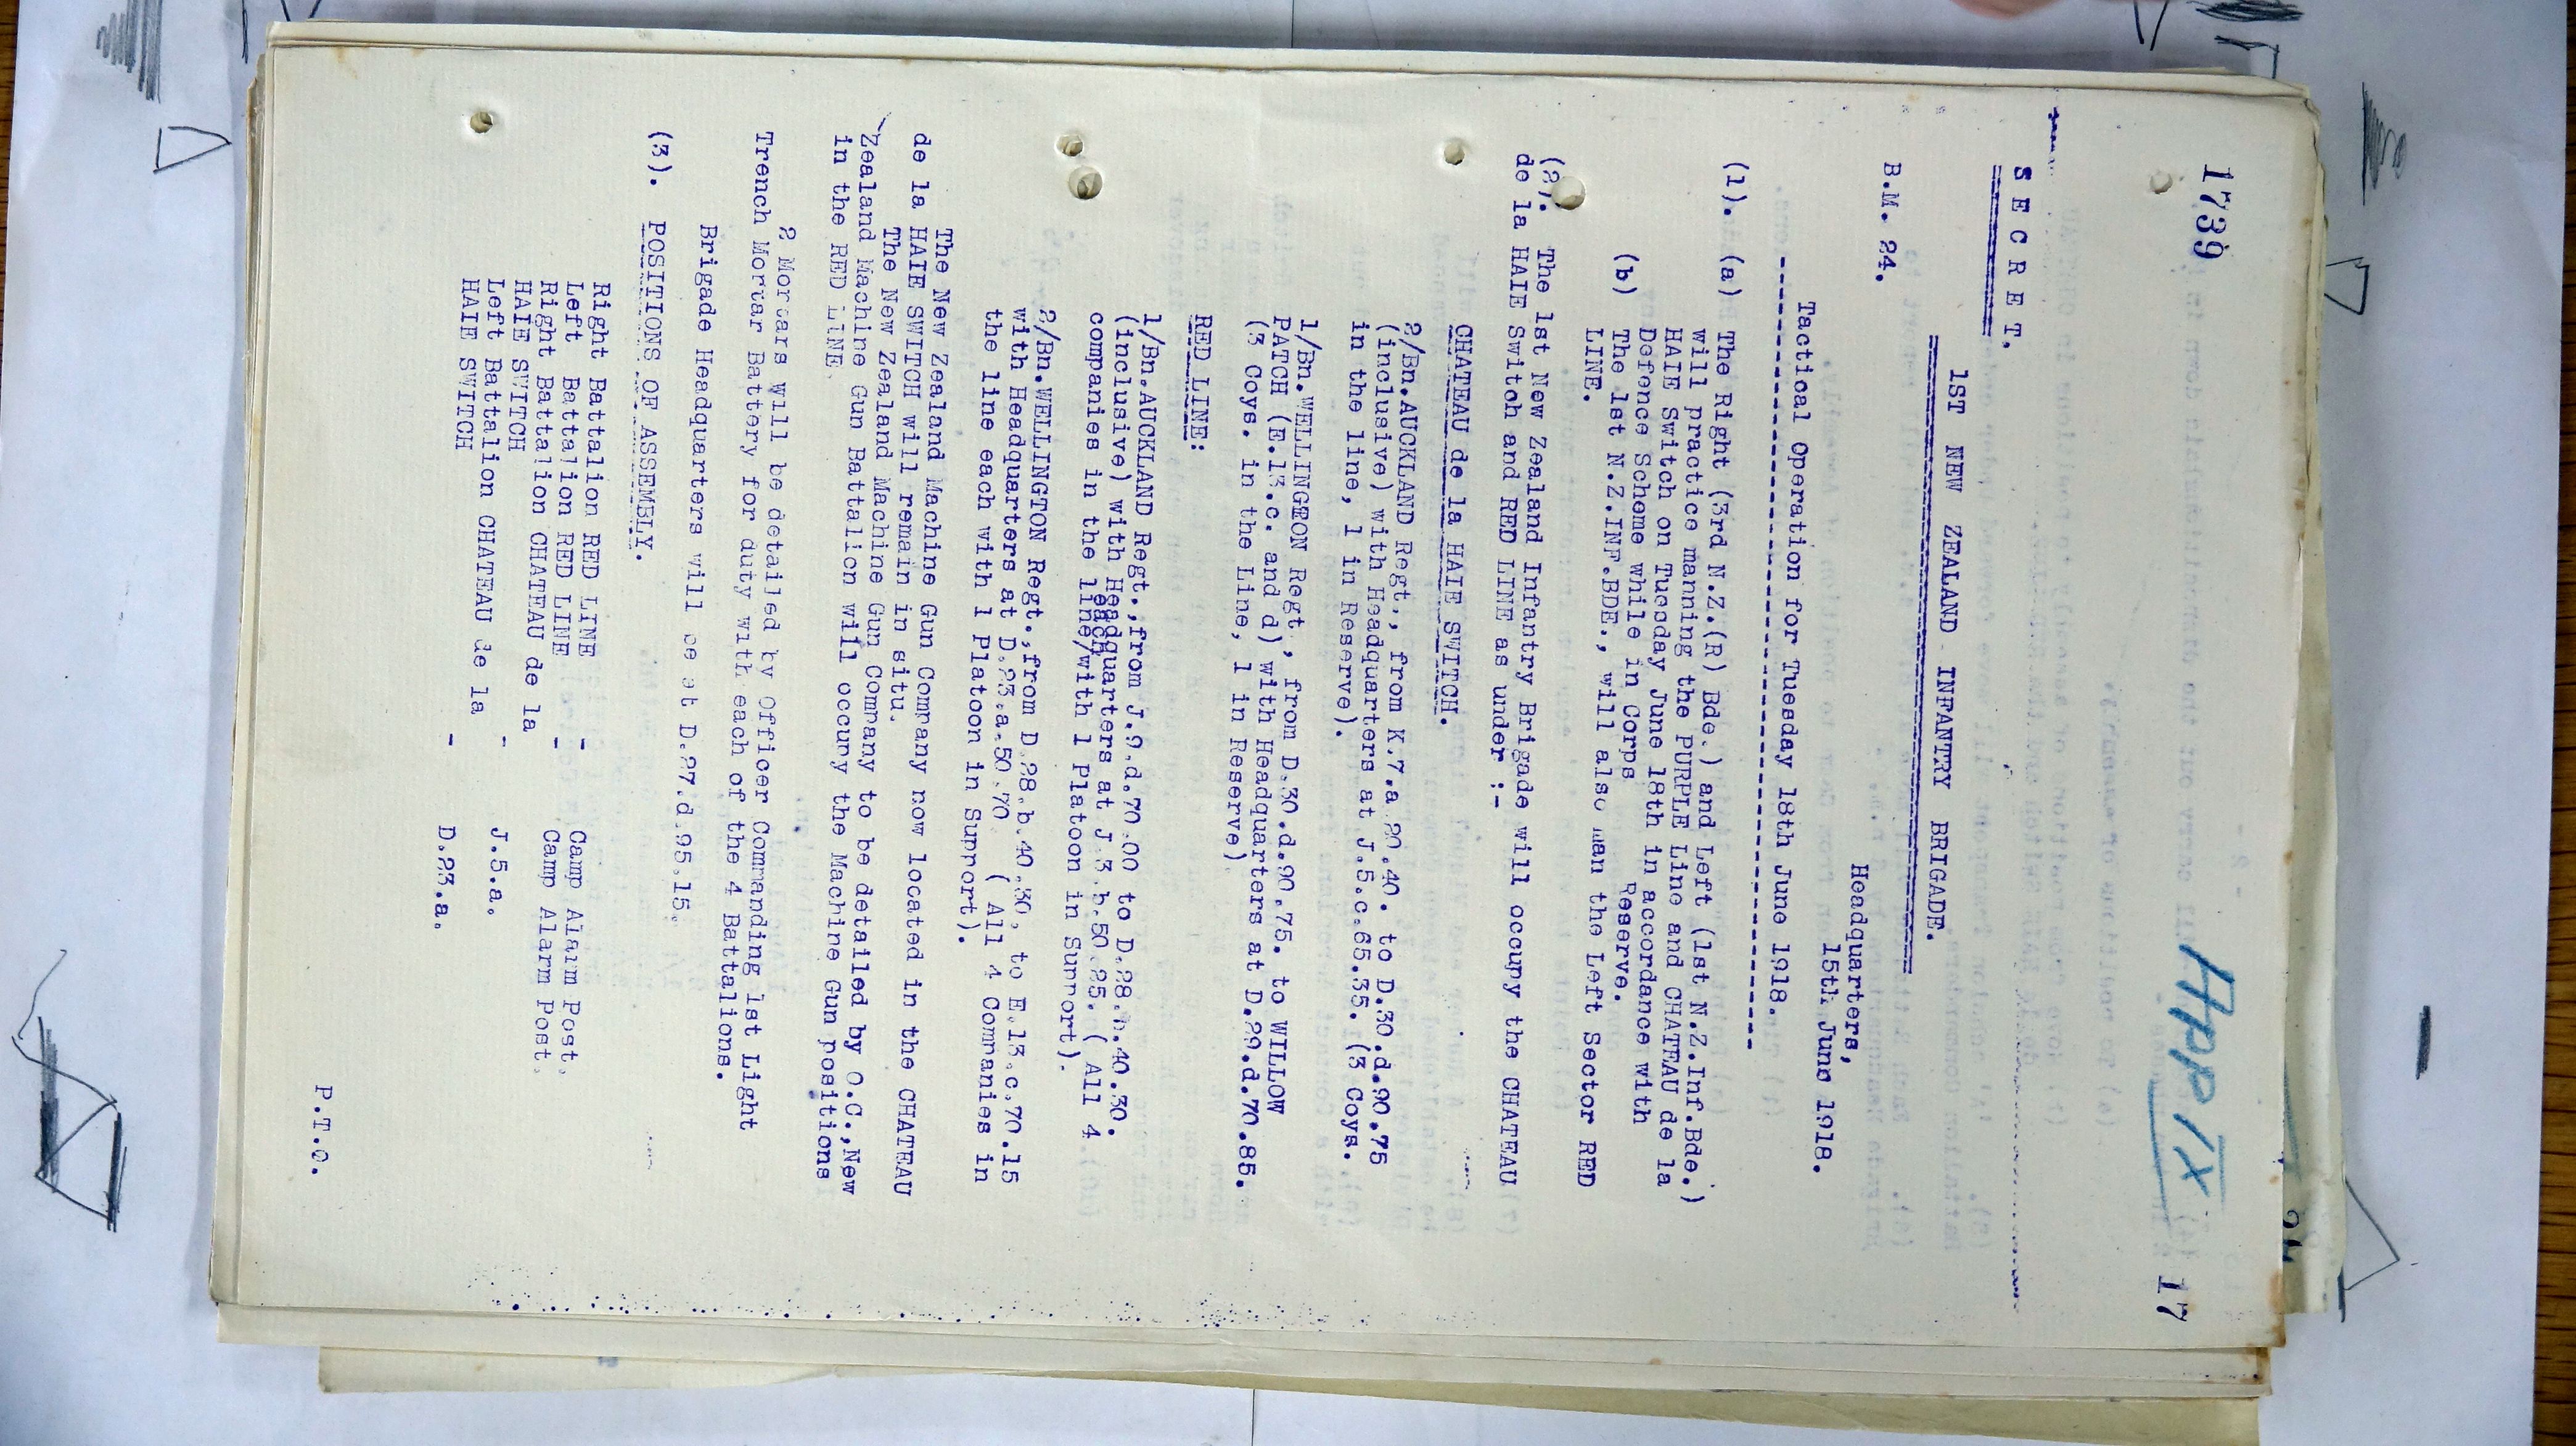 1739
App IX
17
SECRET.
1ST NEW ZEALAND INFANTRY BRIGADE.
B.M. 24.
Headquarters,
15th June 1918.
Tactical Operation for Tuesday 18th June 1918.
(1). (a) The Right (3rd N.Z.(R) Bde.) and Left (1st N.Z.Inf.Bde.)
will practice manning the PURPLE Line and CHATEAU de la
HAIE Switch on Tuesday June 18th in accordance with
Defence Scheme while in Corps Reserve.
(b) The 1st N.Z.INF.BDE., will also man the Left Sector RED
LINE.
(2). The 1st New Zealand Infantry Brigade will occupy the CHATEAU
de la HAIE Switch and RED LINE as under :-
CHATEAU de la HAIE SWITCH.
2/Bn.AUCKLAND Regt., from K.7.a 20.40. to D.30.d.90.75
(inclusive) with Headquarters at J.5.c.65.35. (3 Coys.
in the line, 1 in Reserve).
1/Bn.WELLINGTON Regt., from D.30.d.90.75. to WILLOW
PATCH (E.13.c. and d) with Headquarters at D.29.d.70.85.
(3 Coys. in the Line, 1 in Reserve)
RED LINE:
1/Bn.AUCKLAND Regt.,from J.9.d.70.00 to D.28.b.40.30.
(inclusive) with Headquarters at J.3.b.50.25. ( All 4
companies in the line/with 1 Platoon in Support).
each
2/Bn.WELLINGTON Regt.,from D.28.b.40.30. to E.13.c.70.15
with Headquarters at D.23.a.50.70 ( All 4 Companies in
the line each with 1 Platoon in Support).
The New Zealand Machine Gun Company now located in the CHATEAU
de la HAIE SWITCH will remain in situ.
The New Zealand Machine Gun Company to be detailed by O.C.,New
Zealand Machine Gun Battalion will occupy the Machine Gun positions
in the RED LINE.
2 Mortars will be detailed by Officer Commanding 1st Light
Trench Mortar Battery for duty with each of the 4 Battalions.
Brigade Headquarters will be at D.27.d.95.15.
(3). POSITIONS OF ASSEMBLY.
Right Battalion RED LINE - Camp Alarm Post.
Left Battalion RED LINE - Camp Alarm Post.
Right Battalion CHATEAU de la
HAIE SWITCH - J.5.a.
Left Battalion CHATEAU de la
HAIE SWITCH - D.23.a.
P.T.O.